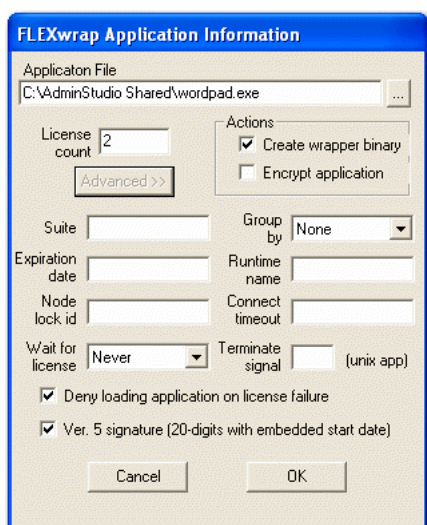 FLEXwrap Application Information
Applicaton File
C:\AdminStudio Shared\wordpad.exe
...
License count 2
Advanced >>
Actions
Create wrapper binary
Encrypt application
Suite
Group by None
Expiration date
Runtime name
Node lock id
Connect timeout
Wait for license Never
Terminate signal (unix app)
Deny loading application on license failure
Ver. 5 signature (20-digits with embedded start date)
Cancel OK